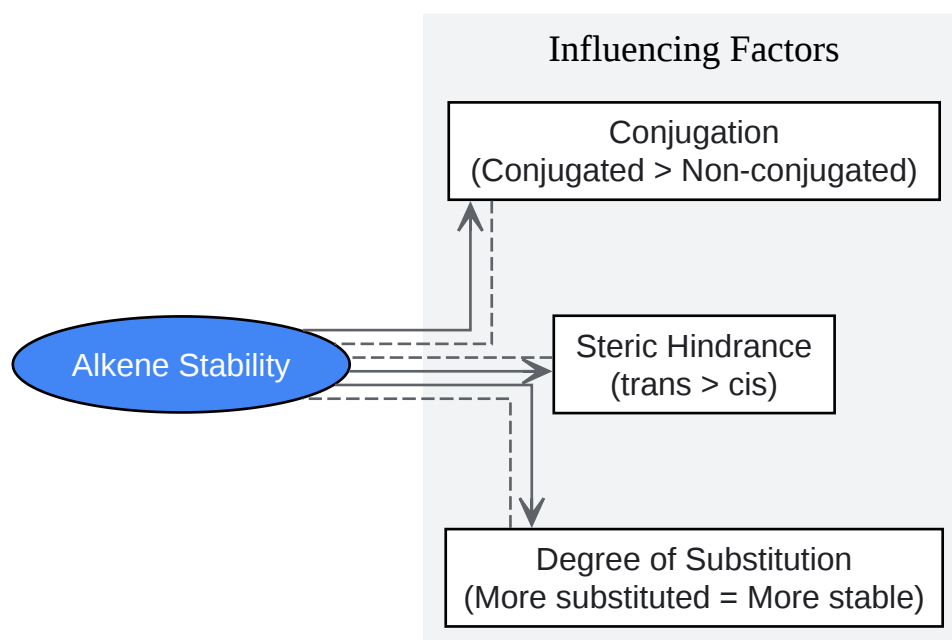 Influencing Factors
Conjugation
(Conjugated > Non-conjugated)
Alkene Stability
Steric Hindrance
(trans > cis)
Degree of Substitution
(More substituted = More stable)